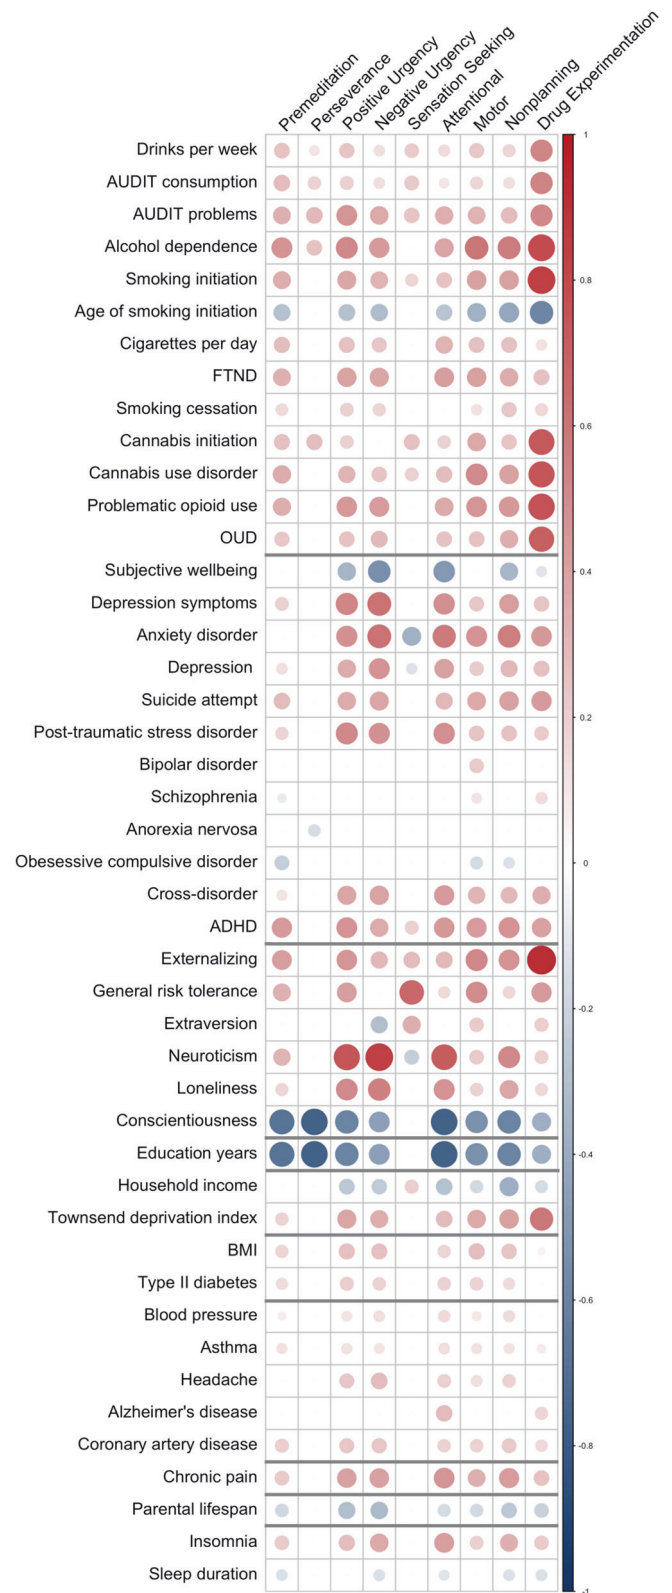 Premeditation
Perseverance
Positive Urgency
Negative Urgency
Sensation Seeking
Attentional
Motor
Nonplanning
Drug Experimentation
Drinks per week
AUDIT consumption
AUDIT problems
Alcohol dependence
Smoking initiation
Age of smoking initiation
Cigarettes per day
FTND
Smoking cessation
Cannabis initiation
Cannabis use disorder
Problematic opioid use
OUD
Subjective wellbeing
Depression symptoms
Anxiety disorder
Depression
Suicide attempt
Post-traumatic stress disorder
Bipolar disorder
Schizophrenia
Anorexia nervosa
Obesessive compulsive disorder
Cross-disorder
ADHD
Externalizing
General risk tolerance
Extraversion
Neuroticism
Loneliness
Conscientiousness
Education years
Household income
Townsend deprivation index
BMI
Type II diabetes
Blood pressure
Asthma
Headache
Alzheimer's disease
Coronary artery disease
Chronic pain
Parental lifespan
Insomnia
Sleep duration
1
0.8
0.6
0.4
0.2
0
-0.2
-0.4
-0.6
-0.8
-1